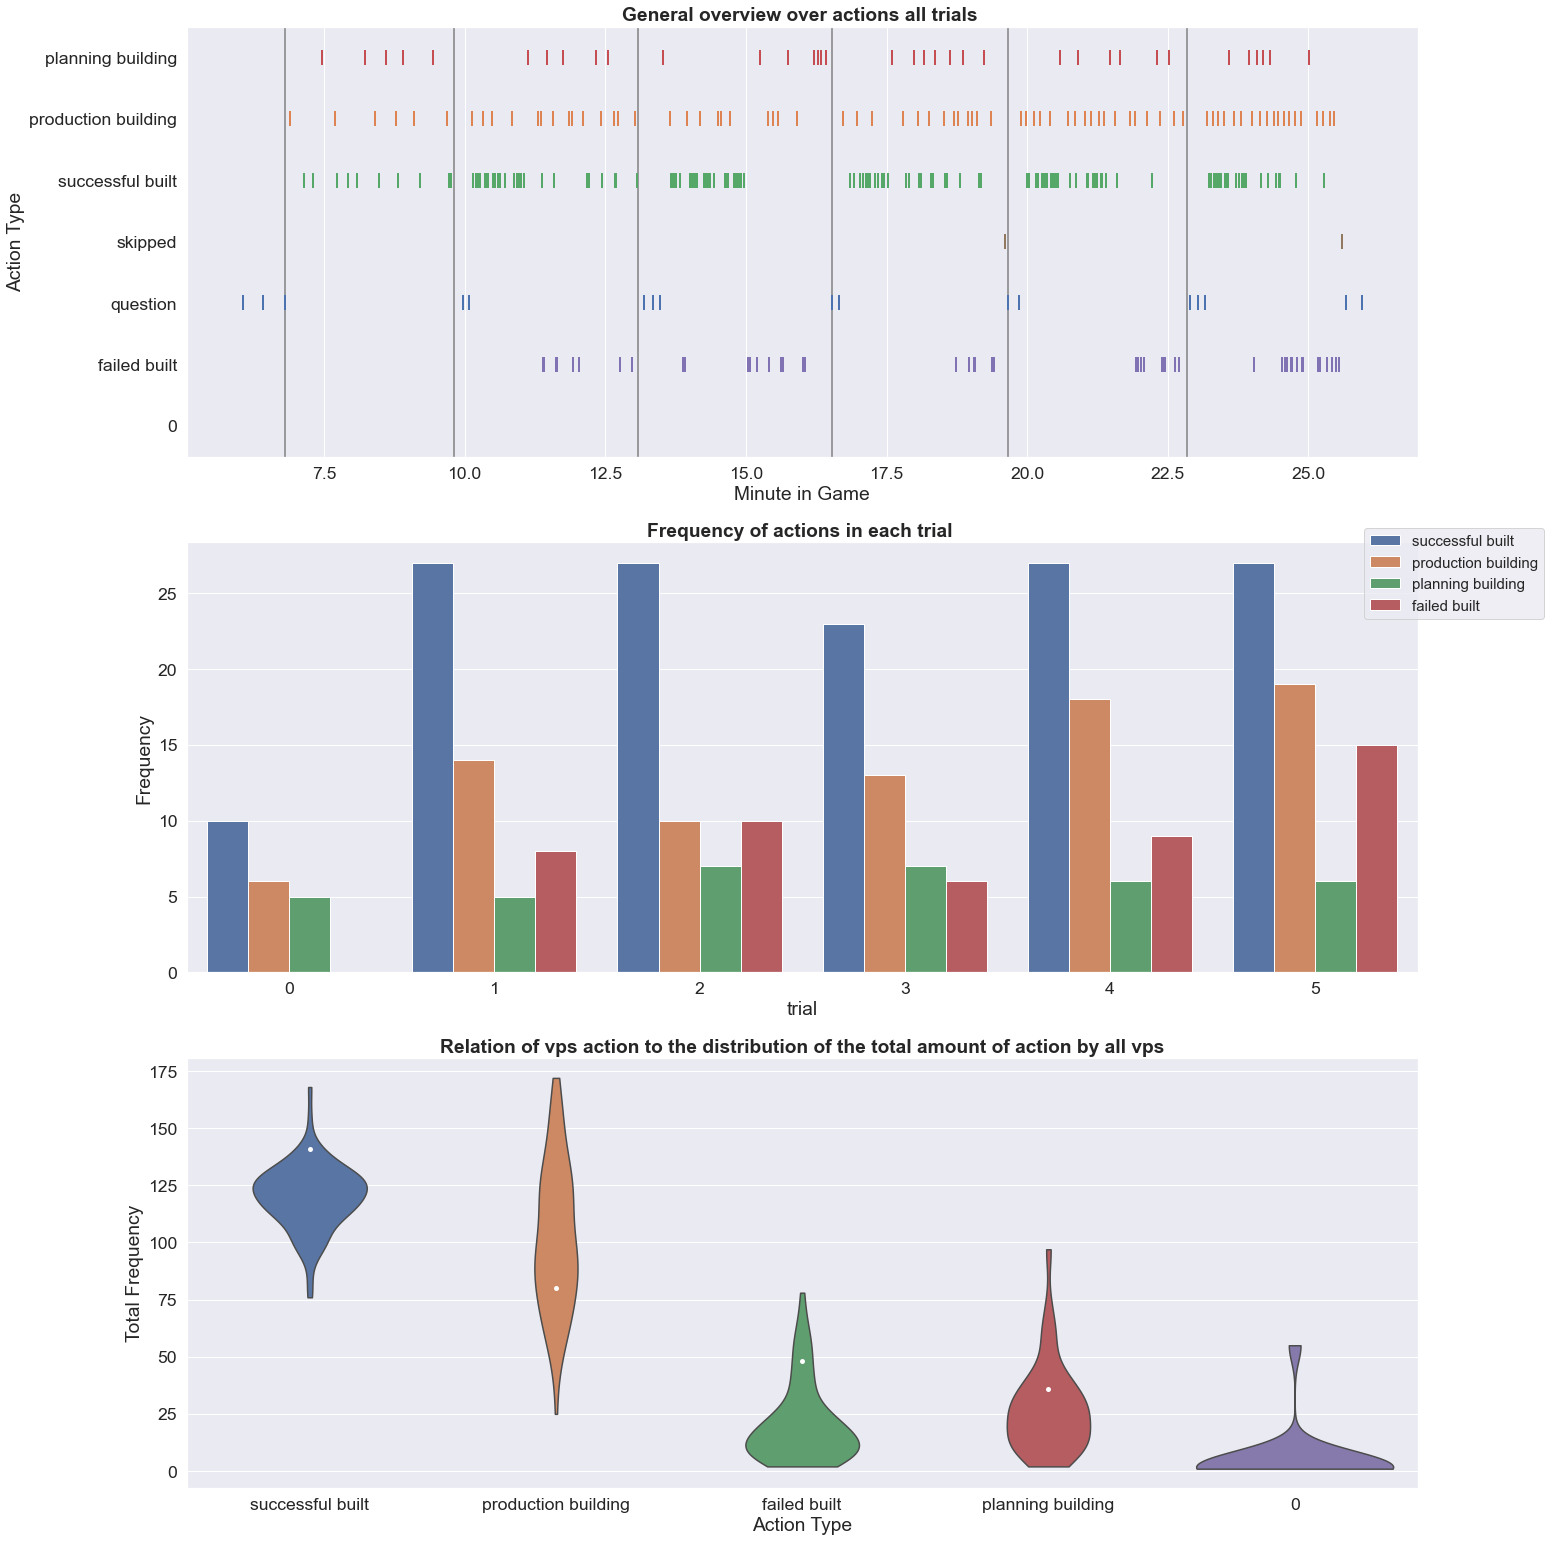 General overview over actions all trials
planning building
production building
successful built
skipped
question
failed built
0
Action Type
7.5 10.0 12.5 15.0 17.5 20.0 22.5 25.0
Minute in Game
Frequency of actions in each trial
successful built
production building
planning building
failed built
25
20
15
10
5
0
Frequency
0 1 2 3 4 5
trial
Relation of vps action to the distribution of the total amount of action by all vps
175
150
125
100
75
50
25
0
Total Frequency
successful built production building failed built planning building 0
Action Type